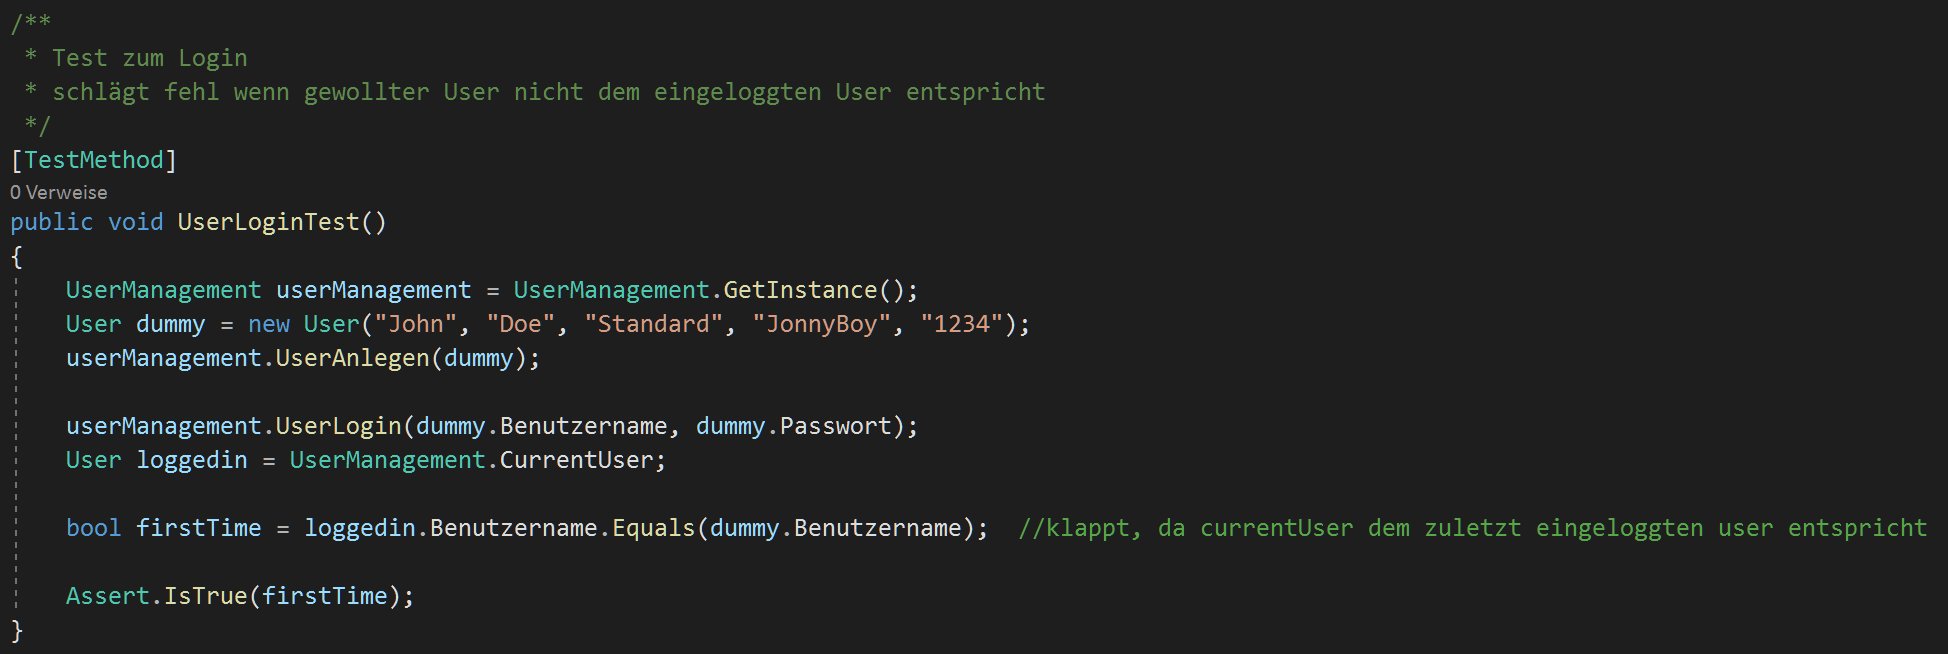 /**
 * Test zum Login
 * schlägt fehl wenn gewollter User nicht dem eingeloggten User entspricht
 */
[TestMethod]
0 Verweise
public void UserLoginTest()
{
    UserManagement userManagement = UserManagement.GetInstance();
    User dummy = new User("John", "Doe", "Standard", "JonnyBoy", "1234");
    userManagement.UserAnlegen(dummy);

    userManagement.UserLogin(dummy.Benutzername, dummy.Passwort);
    User loggedin = UserManagement.CurrentUser;

    bool firstTime = loggedin.Benutzername.Equals(dummy.Benutzername);  //klappt, da currentUser dem zuletzt eingeloggten user entspricht

    Assert.IsTrue(firstTime);
}